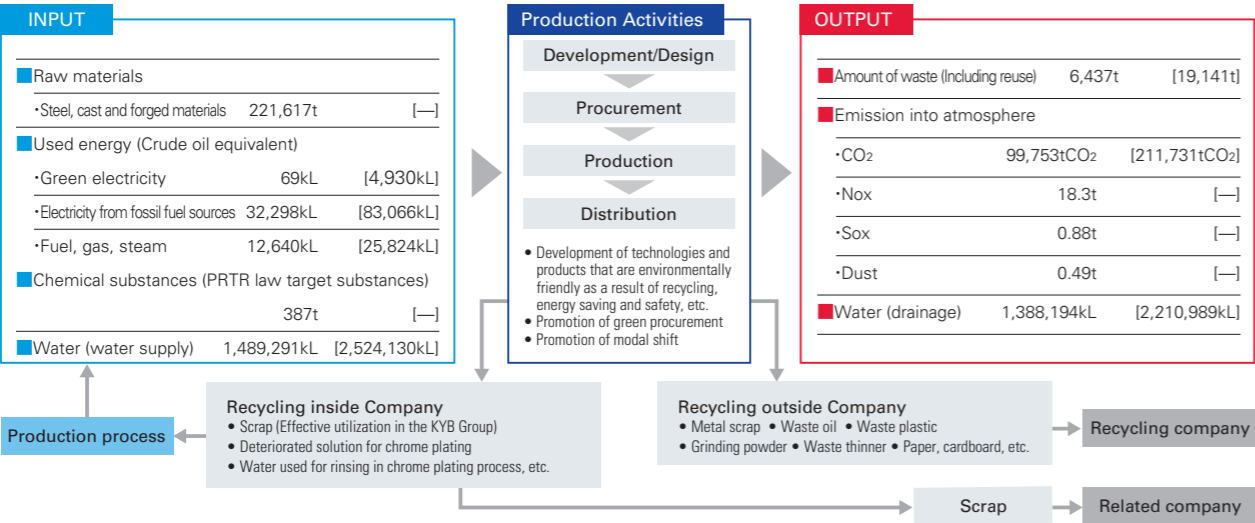 INPUT
■Raw materials
・Steel, cast and forged materials 221,617t [—]
■Used energy (Crude oil equivalent)
・Green electricity 69kL [4,930kL]
・Electricity from fossil fuel sources 32,298kL [83,066kL]
・Fuel, gas, steam 12,640kL [25,824kL]
■Chemical substances (PRTR law target substances)
387t [—]
■Water (water supply) 1,489,291kL [2,524,130kL]
Production Activities
Development/Design
Procurement
Production
Distribution
• Development of technologies and
products that are environmentally
friendly as a result of recycling,
energy saving and safety, etc.
• Promotion of green procurement
• Promotion of modal shift
OUTPUT
■Amount of waste (Including reuse) 6,437t [19,141t]
■Emission into atmosphere
・CO2 99,753tCO2 [211,731tCO2]
・Nox 18.3t [—]
・Sox 0.88t [—]
・Dust 0.49t [—]
■Water (drainage) 1,388,194kL [2,210,989kL]
Production process
Recycling inside Company
• Scrap (Effective utilization in the KYB Group)
• Deteriorated solution for chrome plating
• Water used for rinsing in chrome plating process, etc.
Recycling outside Company
• Metal scrap • Waste oil • Waste plastic
• Grinding powder • Waste thinner • Paper, cardboard, etc.
Recycling company
Scrap
Related company